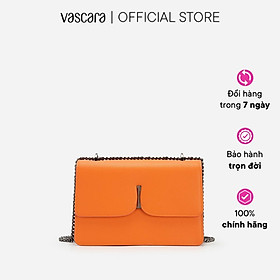 vascara | OFFICIAL STORE
Đổi hàng
trong 7 ngày
Bảo hành
trọn đời
100%
chính hãng